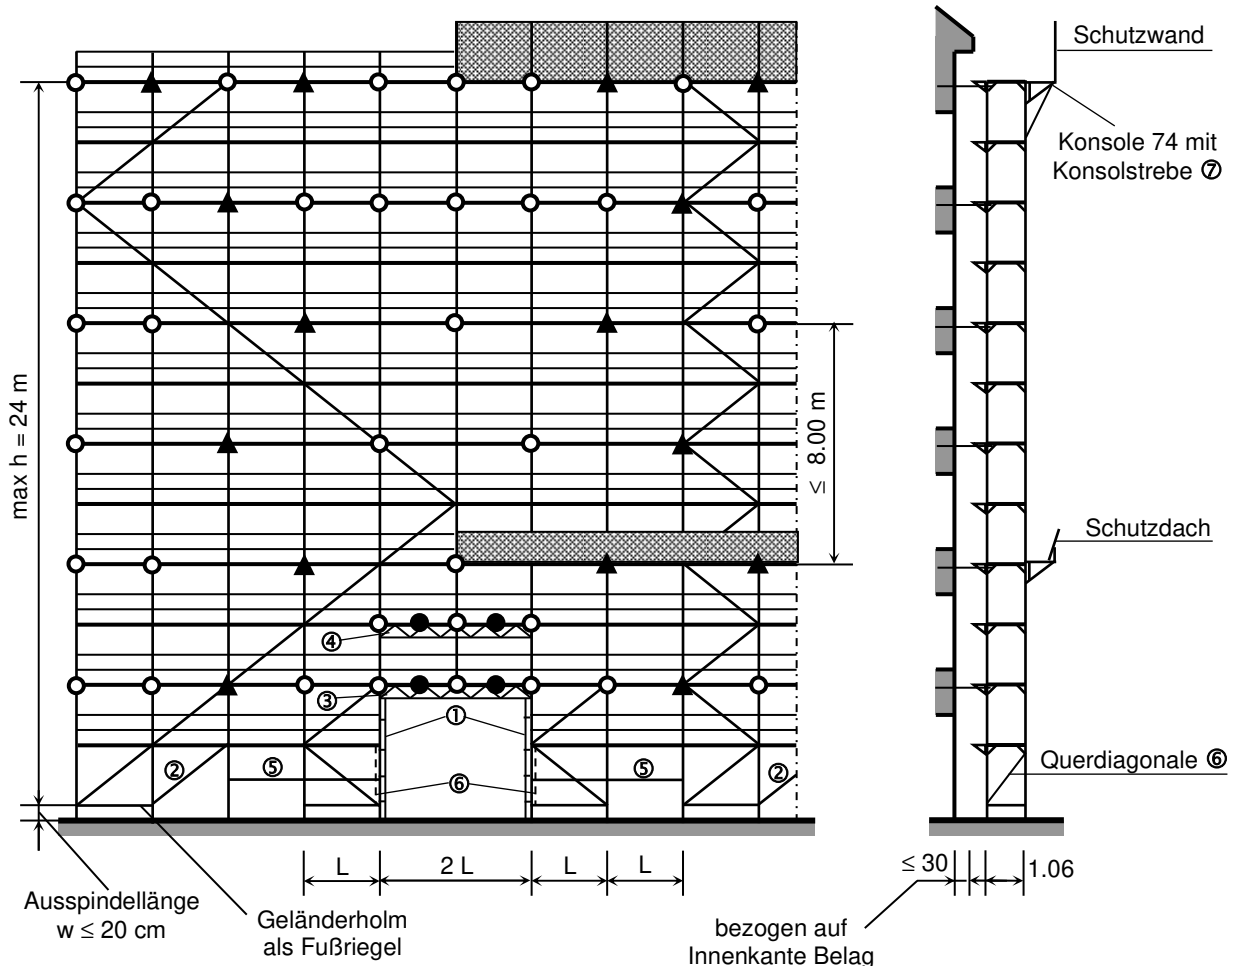 Schutzwand
Konsole 74 mit
Konsolstrebe ⑦
max h = 24 m
≤ 8.00 m
Schutzdach
④
③
①
②
⑤
⑥
⑤
②
Querdiagonale ⑥
L
2 L
L
L
≤ 30
1.06
Ausspindellänge
w ≤ 20 cm
Geländerholm
als Fußriegel
bezogen auf
Innenkante Belag